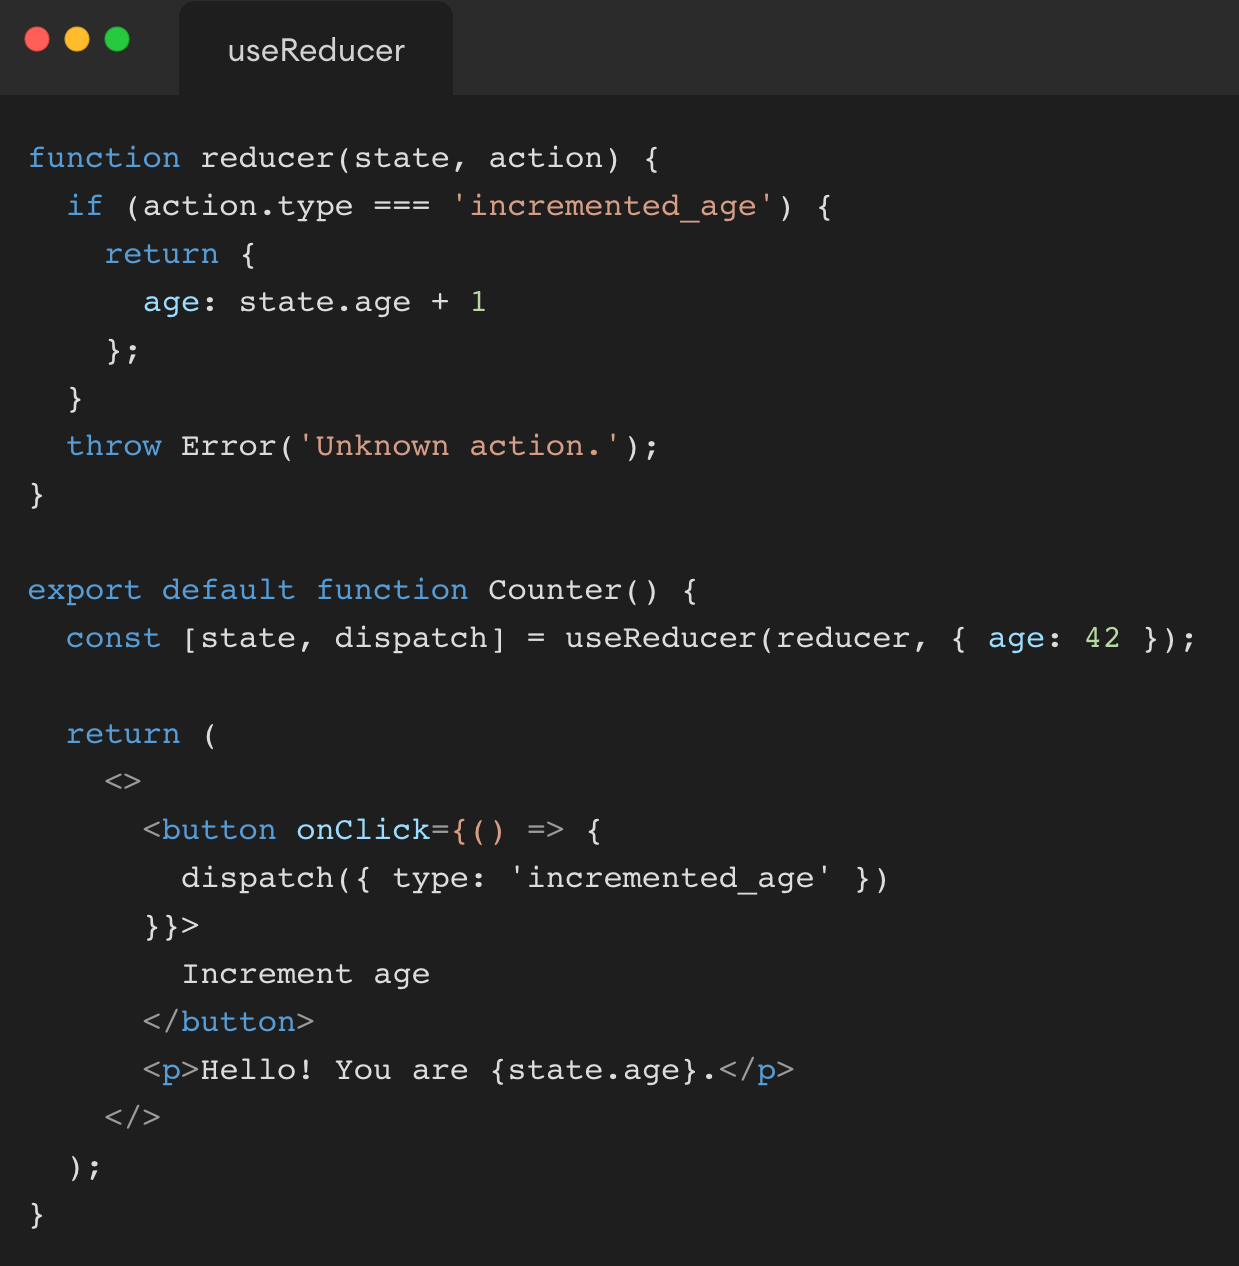 useReducer
function reducer(state, action) {
  if (action.type === 'incremented_age') {
    return {
      age: state.age + 1
    };
  }
  throw Error('Unknown action.');
}

export default function Counter() {
  const [state, dispatch] = useReducer(reducer, { age: 42 });

  return (
    <>
      <button onClick={() => {
        dispatch({ type: 'incremented_age' })
      }}>
        Increment age
      </button>
      <p>Hello! You are {state.age}.</p>
    </>
  );
}